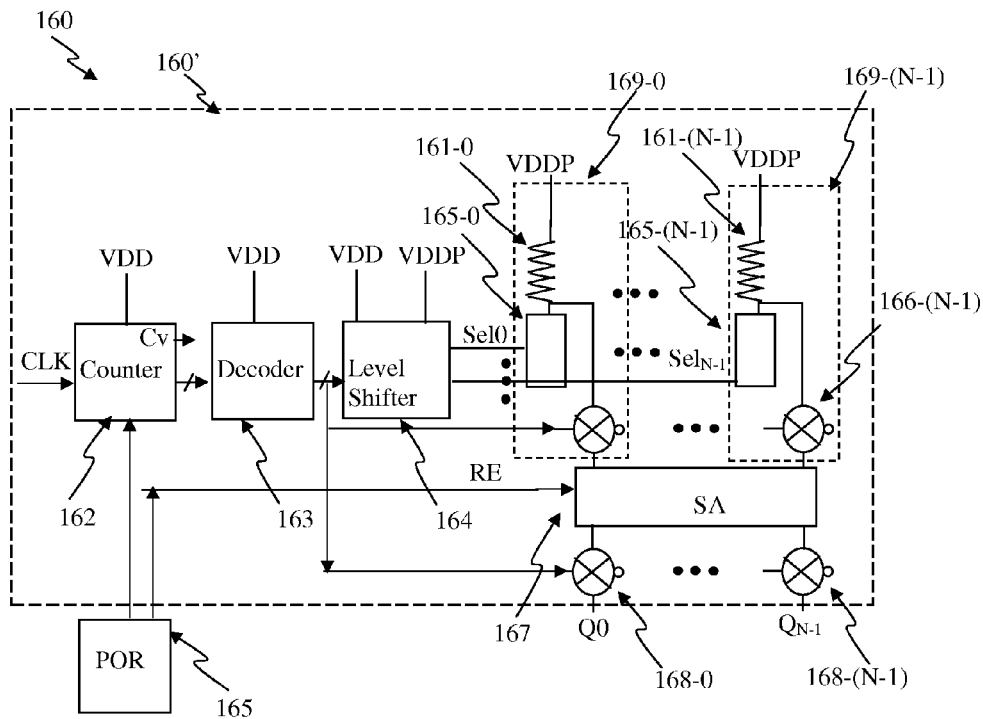 160
160’
169-0
169-(N-1)
161-0
VDDP
161-(N-1)
VDDP
165-0
165-(N-1)
VDD
VDD
VDD
VDDP
166-(N-1)
Cv
Sel0
SelN-1
CLK
Counter
Decoder
Level
Shifter
RE
162
163
164
SA
167
Q0
QN-1
POR
165
168-0
168-(N-1)